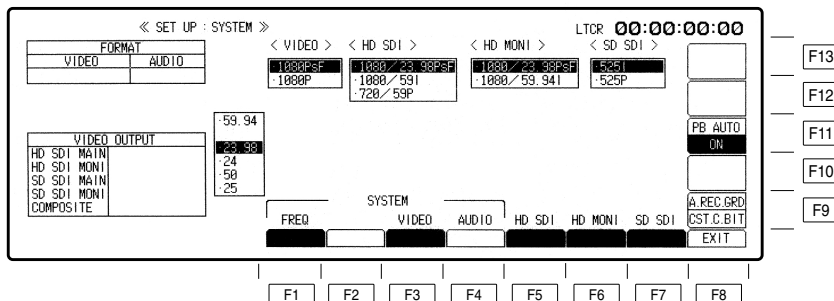 ≪ SET UP : SYSTEM ≫
LTCR 00:00:00:00
FORMAT
VIDEO AUDIO
< VIDEO > < HD SDI > < HD MONI > < SD SDI >
·1080PsF ·1080/23.98PsF ·1080/23.98PsF ·525I
·1080P ·1080/59I ·1080/59.94I ·525P
·720/59P
·59.94
·23.98
·24
·50
·25
VIDEO OUTPUT
HD SDI MAIN
HD SDI MONI
SD SDI MAIN
SD SDI MONI
COMPOSITE
PB AUTO
ON
A.REC.GRD
CST.C.BIT
EXIT
SYSTEM
FREQ VIDEO AUDIO HD SDI HD MONI SD SDI
F13
F12
F11
F10
F9
F1 F2 F3 F4 F5 F6 F7 F8